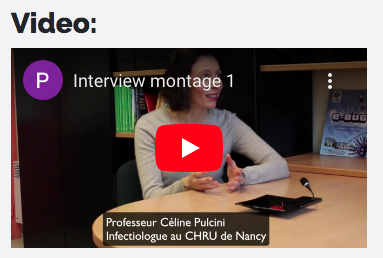 Video:
P Interview montage 1
e-Bug
Professeur Céline Pulcini
Infectiologue au CHRU de Nancy